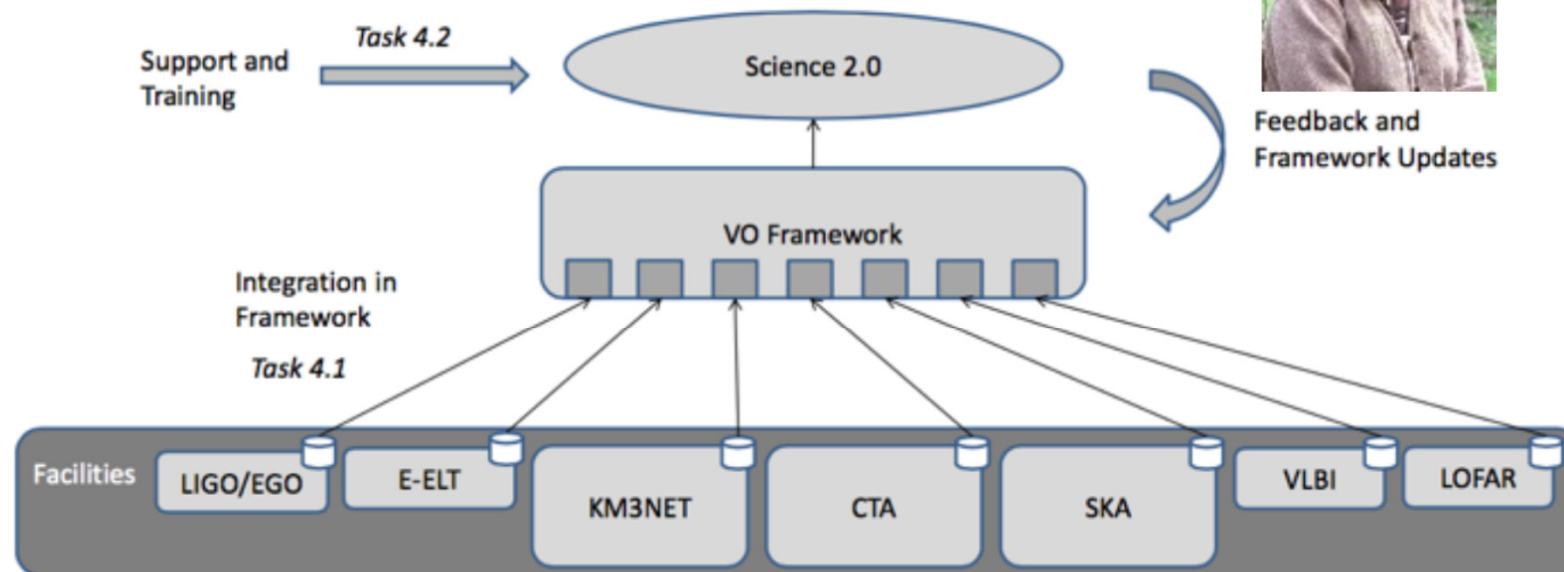 Task 4.2
Support and
Training
Science 2.0
Feedback and
Framework Updates
VO Framework
Integration in
Framework
Task 4.1
Facilities
LIGO/EGO
E-ELT
KM3NET
CTA
SKA
VLBI
LOFAR